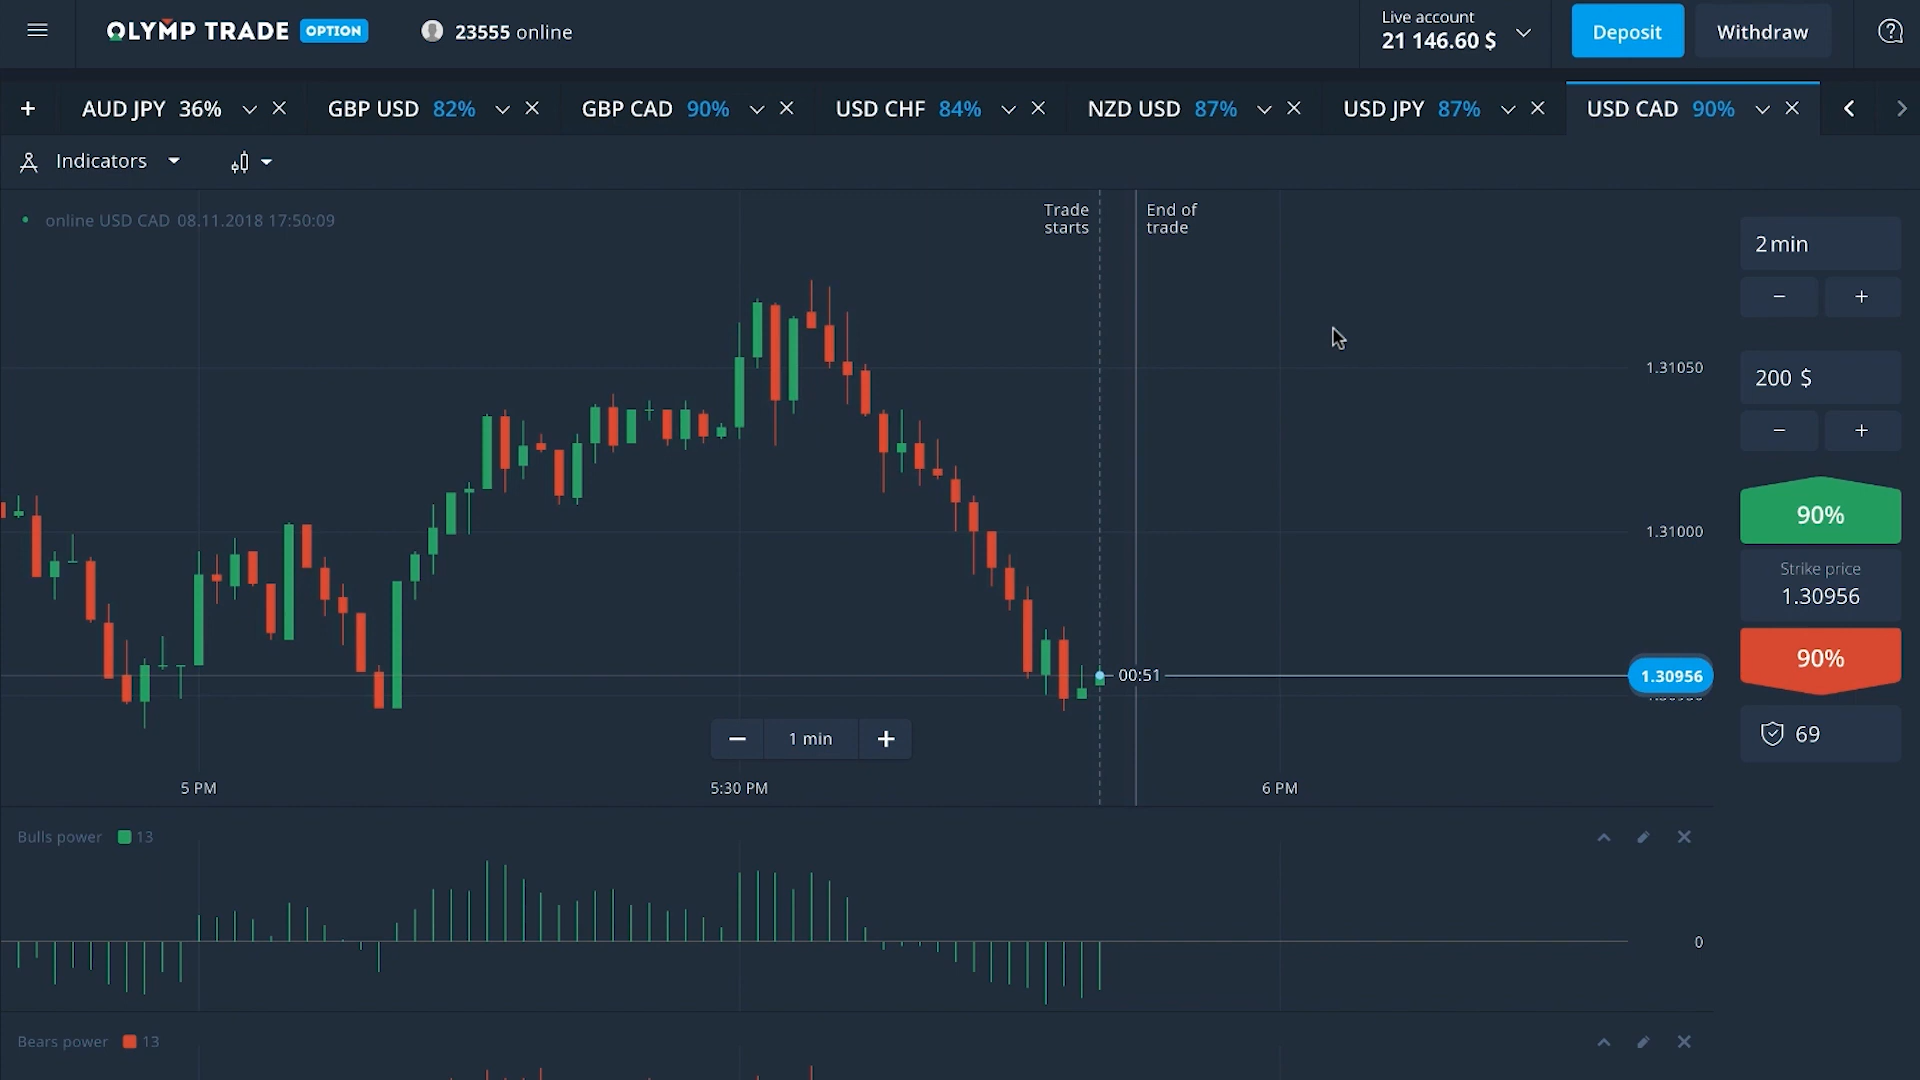 OLYMP TRADE OPTION
23555 online
Live account
21 146.60 $
Deposit
Withdraw
+ AUD JPY 36%
GBP USD 82%
GBP CAD 90%
USD CHF 84%
NZD USD 87%
USD JPY 87%
USD CAD 90%
Indicators
online USD CAD 08.11.2018 17:50:09
Trade
starts
End of
trade
2 min
− +
200 $
− +
90%
Strike price
1.30956
90%
69
1.31050
1.31000
00:51
1.30956
− 1 min +
5 PM
5:30 PM
6 PM
Bulls power 13
0
Bears power 13